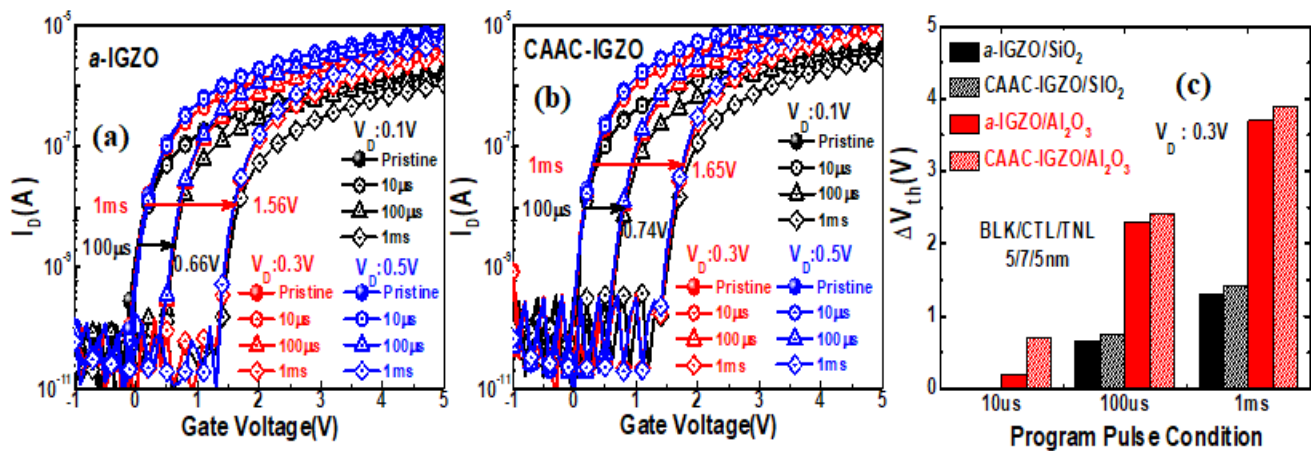 a-IGZO
(a)
V_D:0.1V
Pristine
10μs
100μs
1ms
1ms
1.56V
100μs
0.66V
V_D:0.3V
Pristine
10μs
100μs
1ms
V_D:0.5V
Pristine
10μs
100μs
1ms
10^-5
10^-7
10^-9
10^-11
I_D(A)
-1 0 1 2 3 4 5
Gate Voltage(V)
CAAC-IGZO
(b)
V_D:0.1V
Pristine
10μs
100μs
1ms
1ms
1.65V
100μs
0.74V
V_D:0.3V
Pristine
10μs
100μs
1ms
V_D:0.5V
Pristine
10μs
100μs
1ms
10^-5
10^-7
10^-9
10^-11
I_D(A)
-1 0 1 2 3 4 5
Gate Voltage(V)
a-IGZO/SiO₂
CAAC-IGZO/SIO₂
a-IGZO/Al₂O₃
CAAC-IGZO/Al₂O₃
(c)
V_D : 0.3V
BLK/CTL/TNL
5/7/5nm
5
4
3
2
1
0
ΔV_th(V)
10us 100us 1ms
Program Pulse Condition